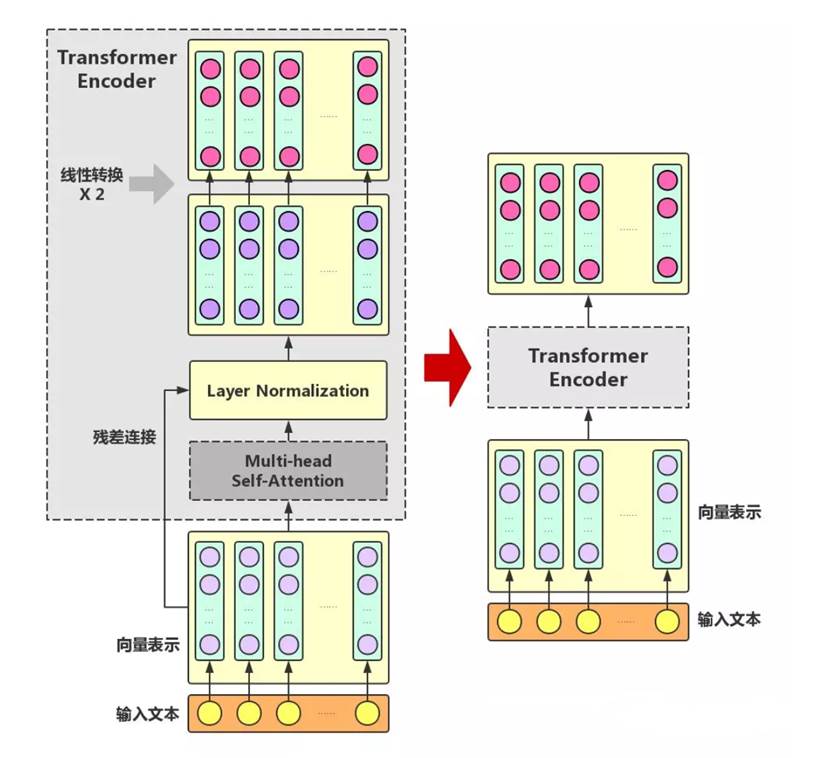 Transformer
Encoder
......
线性转换
X 2
......
Layer Normalization
残差连接
Multi-head
Self-Attention
......
向量表示
输入文本
......
......
Transformer
Encoder
......
向量表示
......
输入文本